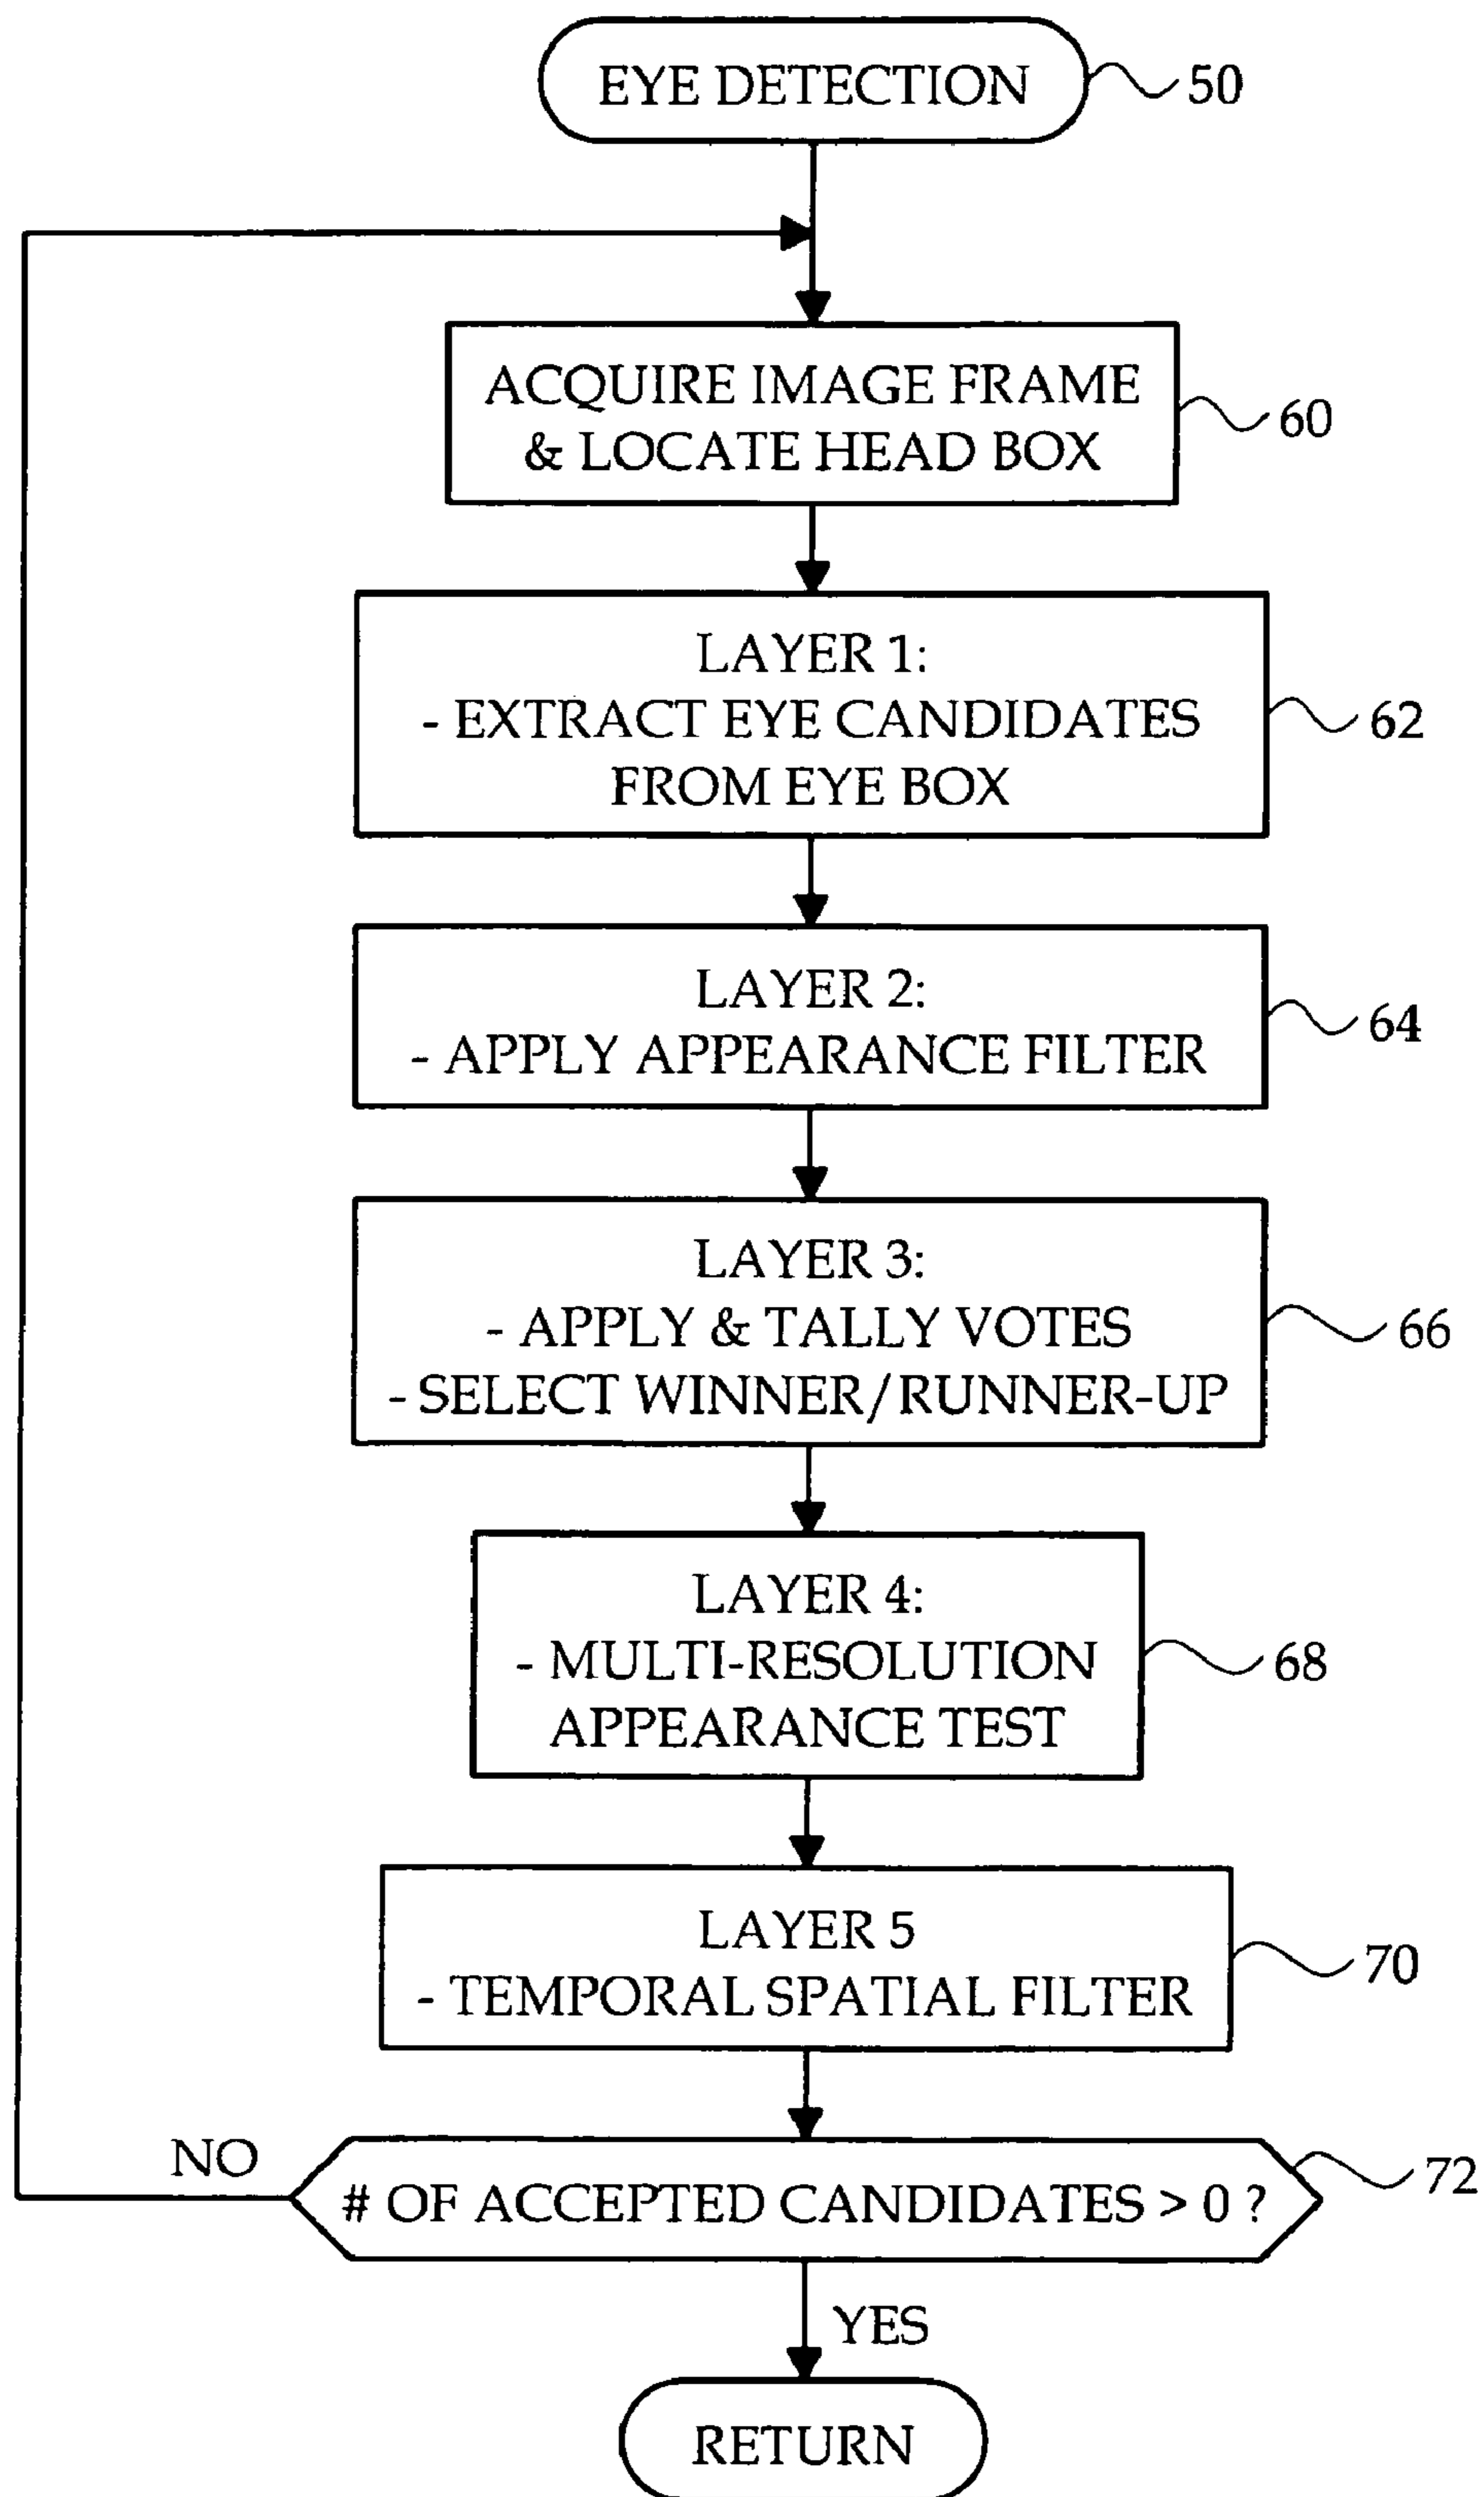 EYE DETECTION
50
ACQUIRE IMAGE FRAME
& LOCATE HEAD BOX
60
LAYER 1:
- EXTRACT EYE CANDIDATES
FROM EYE BOX
62
LAYER 2:
- APPLY APPEARANCE FILTER
64
LAYER 3:
- APPLY & TALLY VOTES
- SELECT WINNER/RUNNER-UP
66
LAYER 4:
- MULTI-RESOLUTION
APPEARANCE TEST
68
LAYER 5
- TEMPORAL SPATIAL FILTER
70
NO
# OF ACCEPTED CANDIDATES > 0 ?
72
YES
RETURN